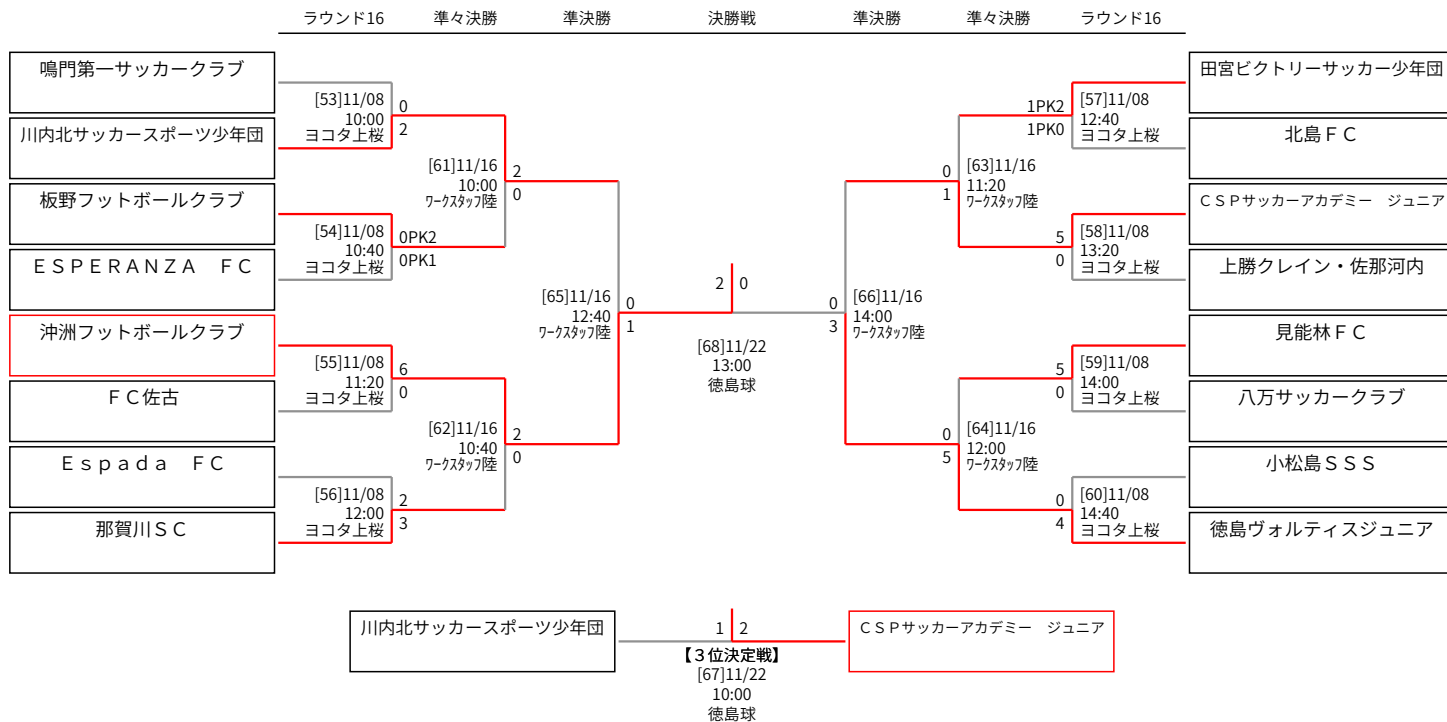 ラウンド16 準々決勝 準決勝 決勝戦 準決勝 準々決勝 ラウンド16
鳴門第一サッカークラブ
川内北サッカースポーツ少年団
板野フットボールクラブ
ＥＳＰＥＲＡＮＺＡ　ＦＣ
沖洲フットボールクラブ
ＦＣ佐古
Ｅｓｐａｄａ　ＦＣ
那賀川ＳＣ
[53]11/08
10:00
ヨコタ上桜
0
2
[54]11/08
10:40
ヨコタ上桜
0PK2
0PK1
[55]11/08
11:20
ヨコタ上桜
6
0
[56]11/08
12:00
ヨコタ上桜
2
3
[61]11/16
10:00
ﾜｰｸｽﾀｯﾌ陸
2
0
[62]11/16
10:40
ﾜｰｸｽﾀｯﾌ陸
2
0
[65]11/16
12:40
ﾜｰｸｽﾀｯﾌ陸
0
1
2 0
[68]11/22
13:00
徳島球
0
3
[66]11/16
14:00
ﾜｰｸｽﾀｯﾌ陸
0
1
[63]11/16
11:20
ﾜｰｸｽﾀｯﾌ陸
0
5
[64]11/16
12:00
ﾜｰｸｽﾀｯﾌ陸
1PK2
1PK0
[57]11/08
12:40
ヨコタ上桜
5
0
[58]11/08
13:20
ヨコタ上桜
5
0
[59]11/08
14:00
ヨコタ上桜
0
4
[60]11/08
14:40
ヨコタ上桜
田宮ビクトリーサッカー少年団
北島ＦＣ
ＣＳＰサッカーアカデミー　ジュニア
上勝クレイン・佐那河内
見能林ＦＣ
八万サッカークラブ
小松島ＳＳＳ
徳島ヴォルティスジュニア
川内北サッカースポーツ少年団
1 2
ＣＳＰサッカーアカデミー　ジュニア
【３位決定戦】
[67]11/22
10:00
徳島球